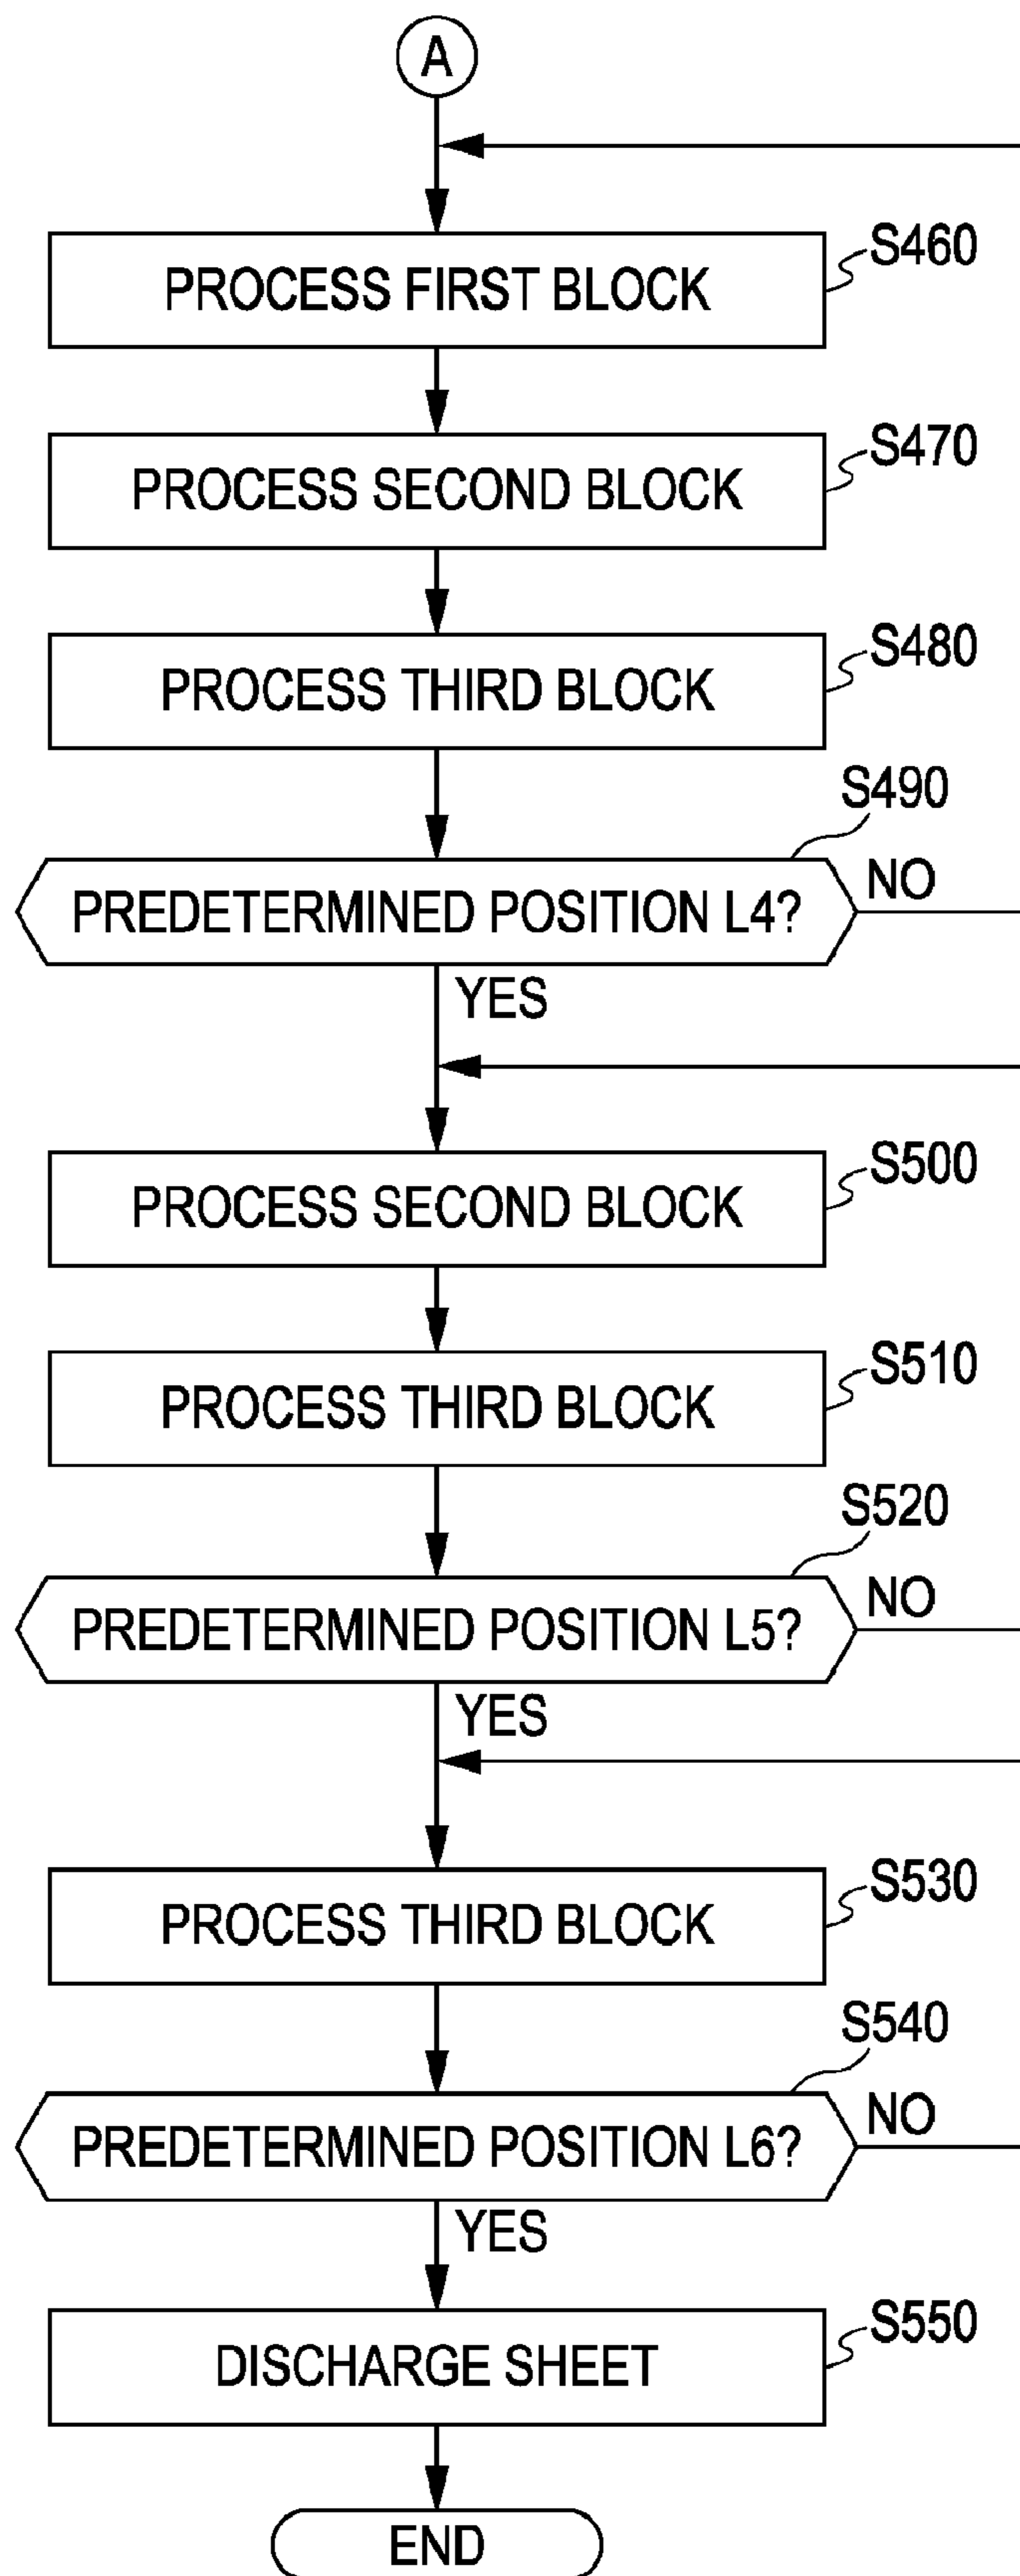 A
S460
PROCESS FIRST BLOCK
S470
PROCESS SECOND BLOCK
S480
PROCESS THIRD BLOCK
S490
PREDETERMINED POSITION L4?
NO
YES
S500
PROCESS SECOND BLOCK
S510
PROCESS THIRD BLOCK
S520
PREDETERMINED POSITION L5?
NO
YES
S530
PROCESS THIRD BLOCK
S540
PREDETERMINED POSITION L6?
NO
YES
S550
DISCHARGE SHEET
END